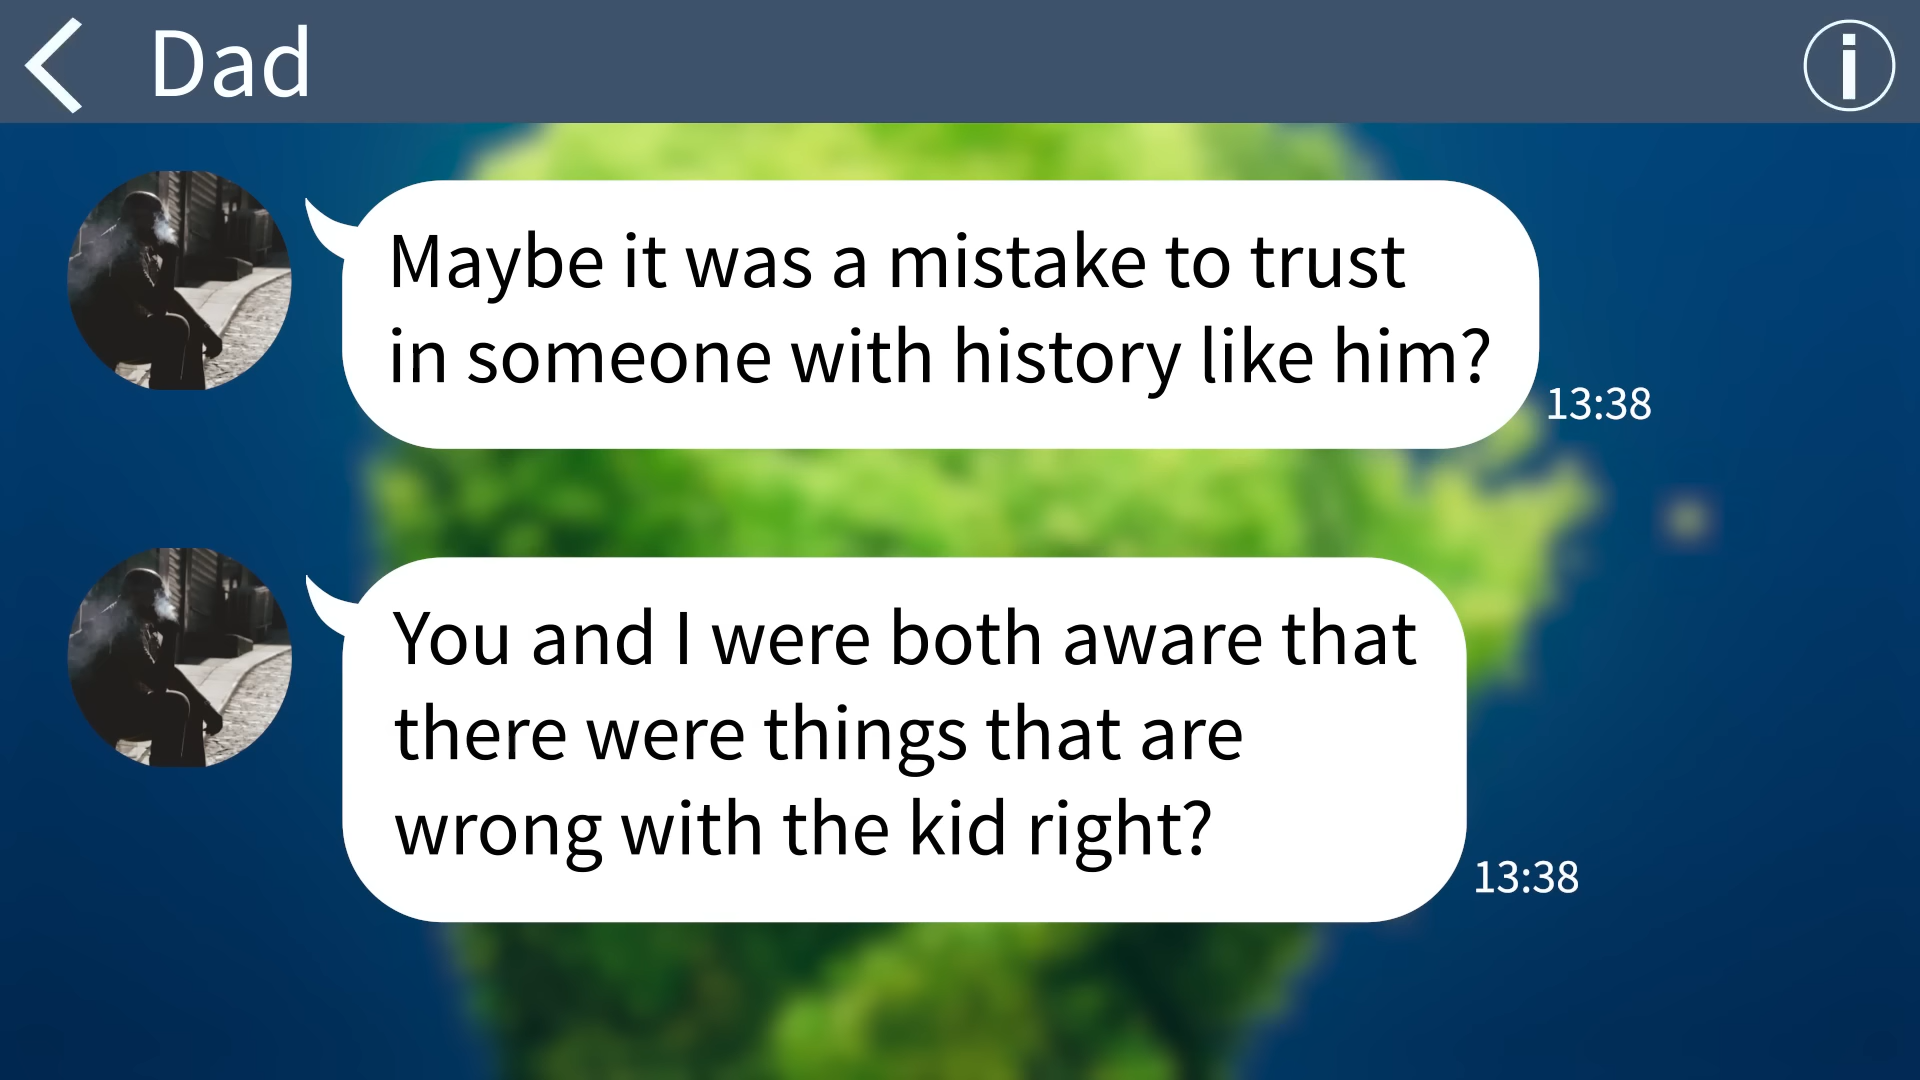 Dad
Maybe it was a mistake to trust
in someone with history like him?
13:38
You and I were both aware that
there were things that are
wrong with the kid right?
13:38